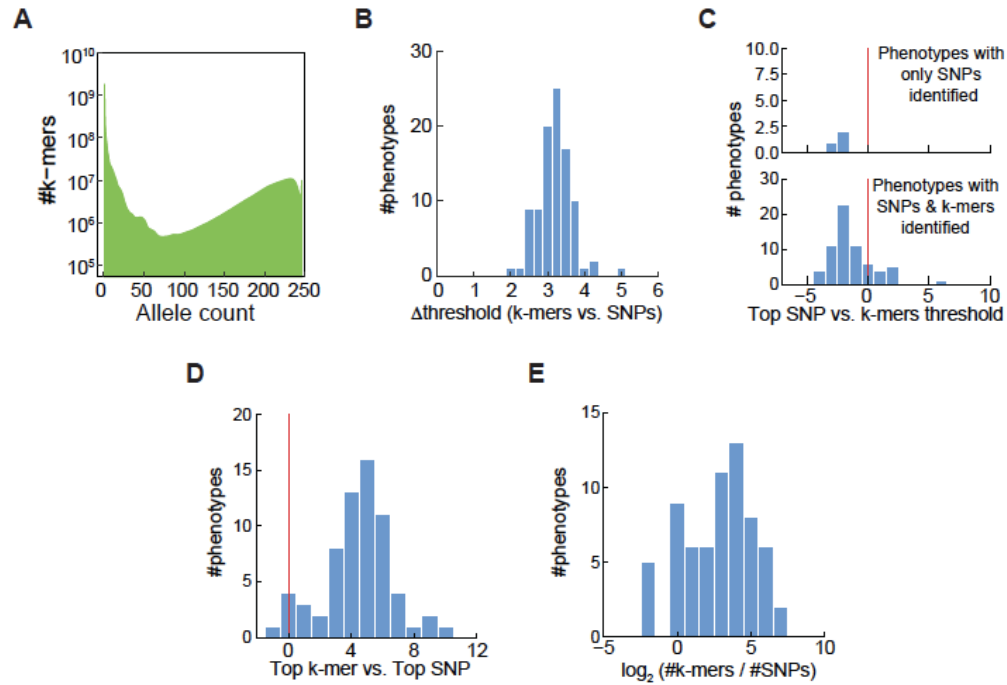 A
#k-mers
10^10
10^9
10^8
10^7
10^6
10^5
0 50 100 150 200 250
Allele count
B
#phenotypes
30
20
10
0
0 1 2 3 4 5 6
Δthreshold (k-mers vs. SNPs)
C
# phenotypes
10.0
7.5
5.0
2.5
0.0
Phenotypes with
only SNPs
identified
30
20
10
0
Phenotypes with
SNPs & k-mers
identified
−5 0 5 10
Top SNP vs. k-mers threshold
D
#phenotypes
20
15
10
5
0
0 4 8 12
Top k-mer vs. Top SNP
E
#phenotypes
15
10
5
0
−5 0 5 10
log₂ (#k-mers / #SNPs)